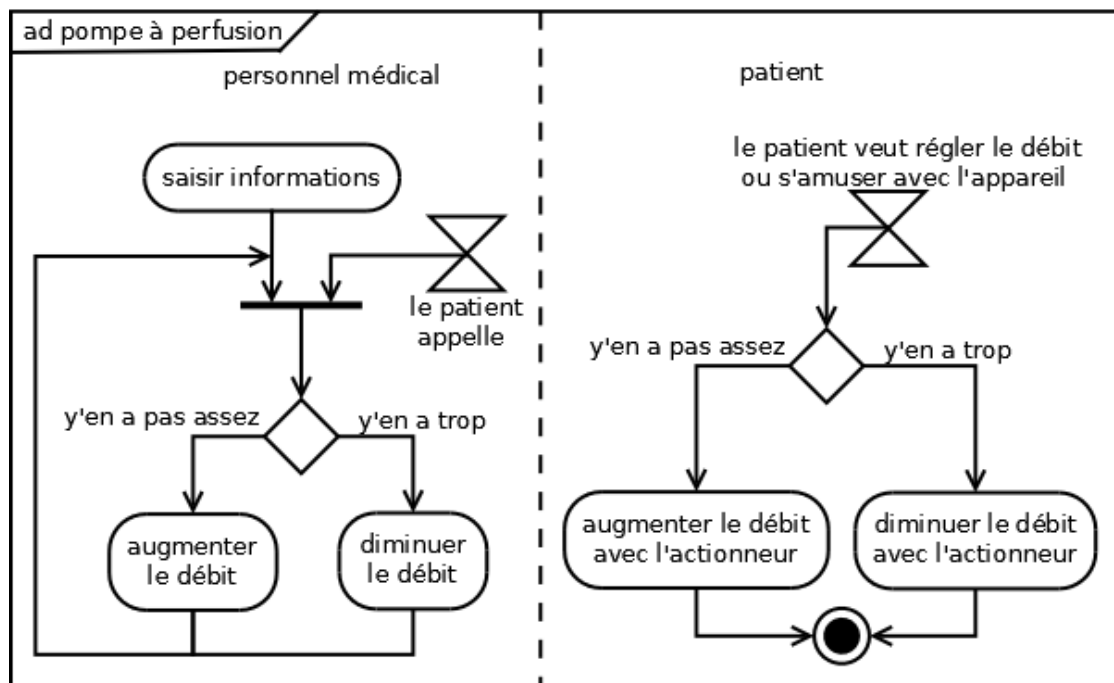 ad pompe à perfusion
personnel médical
patient
le patient veut régler le débit
ou s'amuser avec l'appareil
saisir informations
le patient
appelle
y'en a pas assez
y'en a trop
y'en a pas assez
y'en a trop
augmenter
le débit
diminuer
le débit
augmenter le débit
avec l'actionneur
diminuer le débit
avec l'actionneur